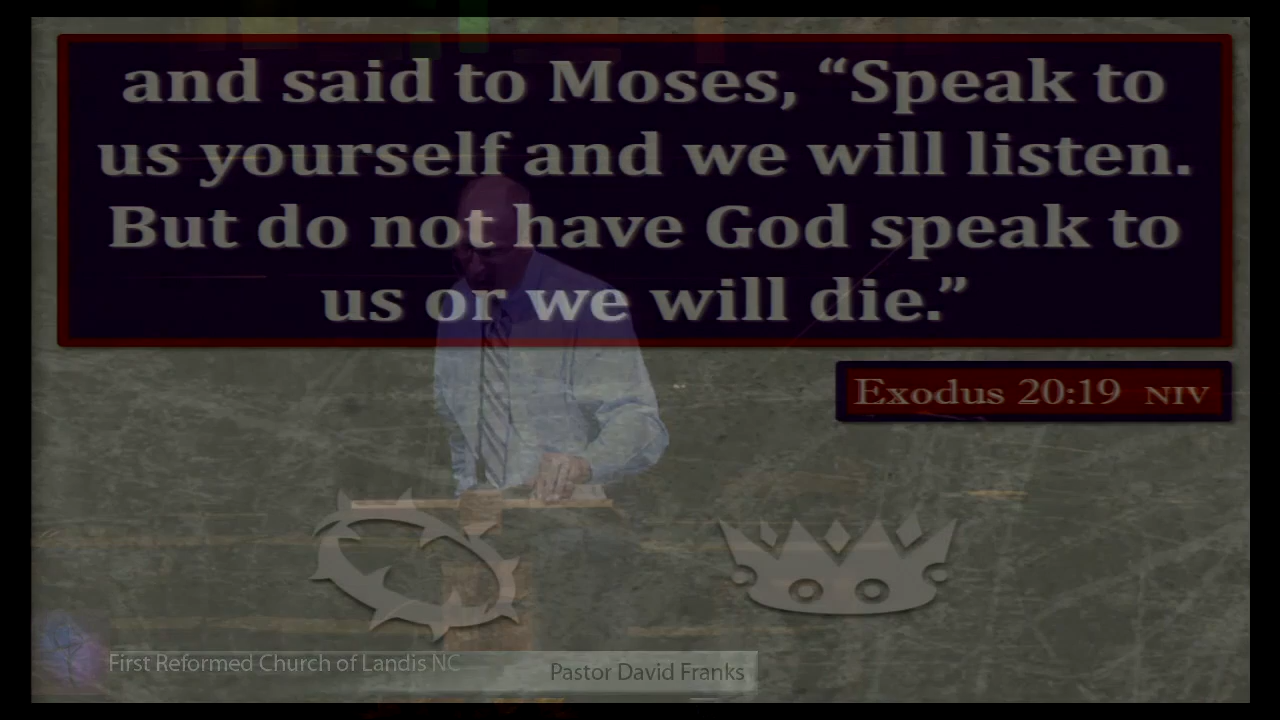 and said to Moses, “Speak to
us yourself and we will listen.
But do not have God speak to
us or we will die.”
Exodus 20:19 NIV
First Reformed Church of Landis NC
Pastor David Franks